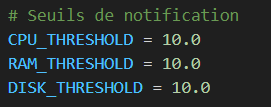 # Seuils de notification
CPU_THRESHOLD = 10.0
RAM_THRESHOLD = 10.0
DISK_THRESHOLD = 10.0